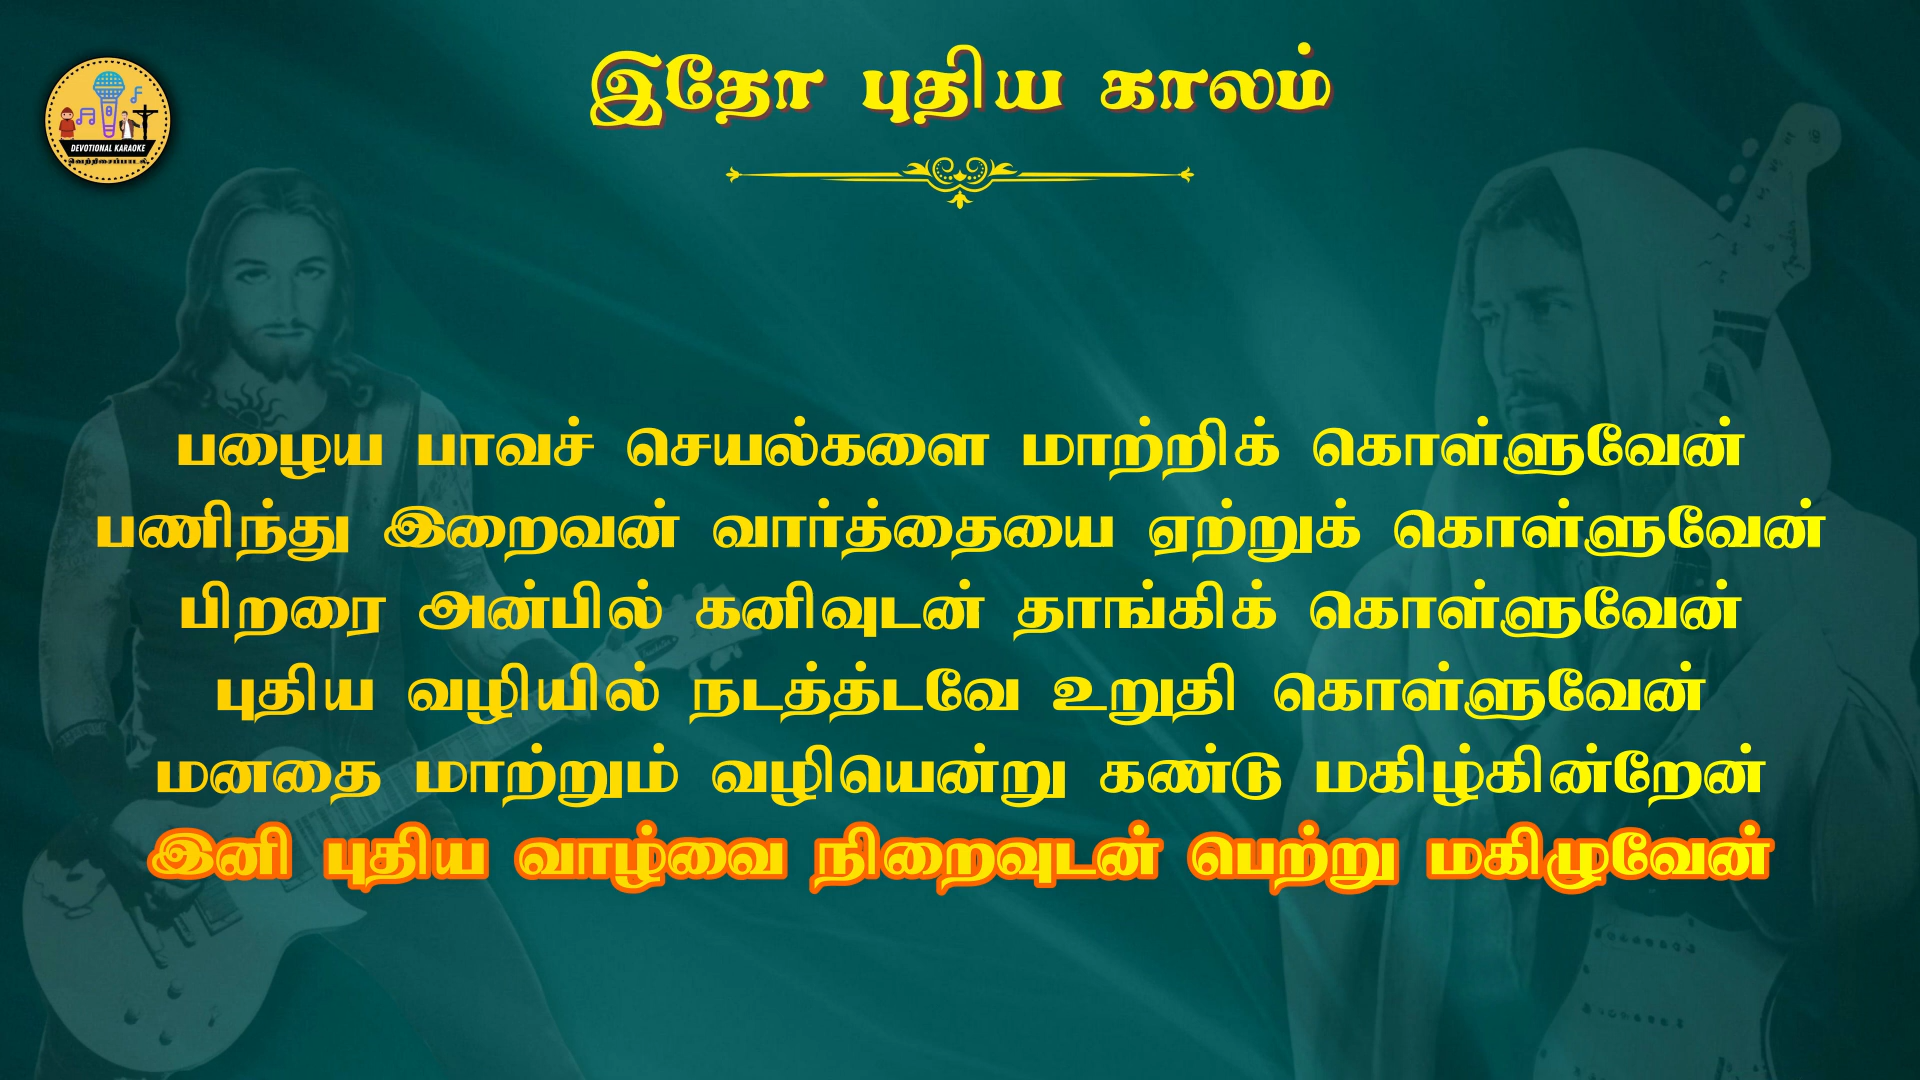 இதோ புதிய காலம்
DEVOTIONAL KARAOKE
வெற்றிசைப்பாடல்
பழைய பாவச் செயல்களை மாற்றிக் கொள்ளுவேன்
பணிந்து இறைவன் வார்த்தையை ஏற்றுக் கொள்ளுவேன்
பிறரை அன்பில் கனிவுடன் தாங்கிக் கொள்ளுவேன்
புதிய வழியில் நடத்த்டவே உறுதி கொள்ளுவேன்
மனதை மாற்றும் வழியென்று கண்டு மகிழ்கின்றேன்
இனி புதிய வாழ்வை நிறைவுடன் பெற்று மகிழுவேன்